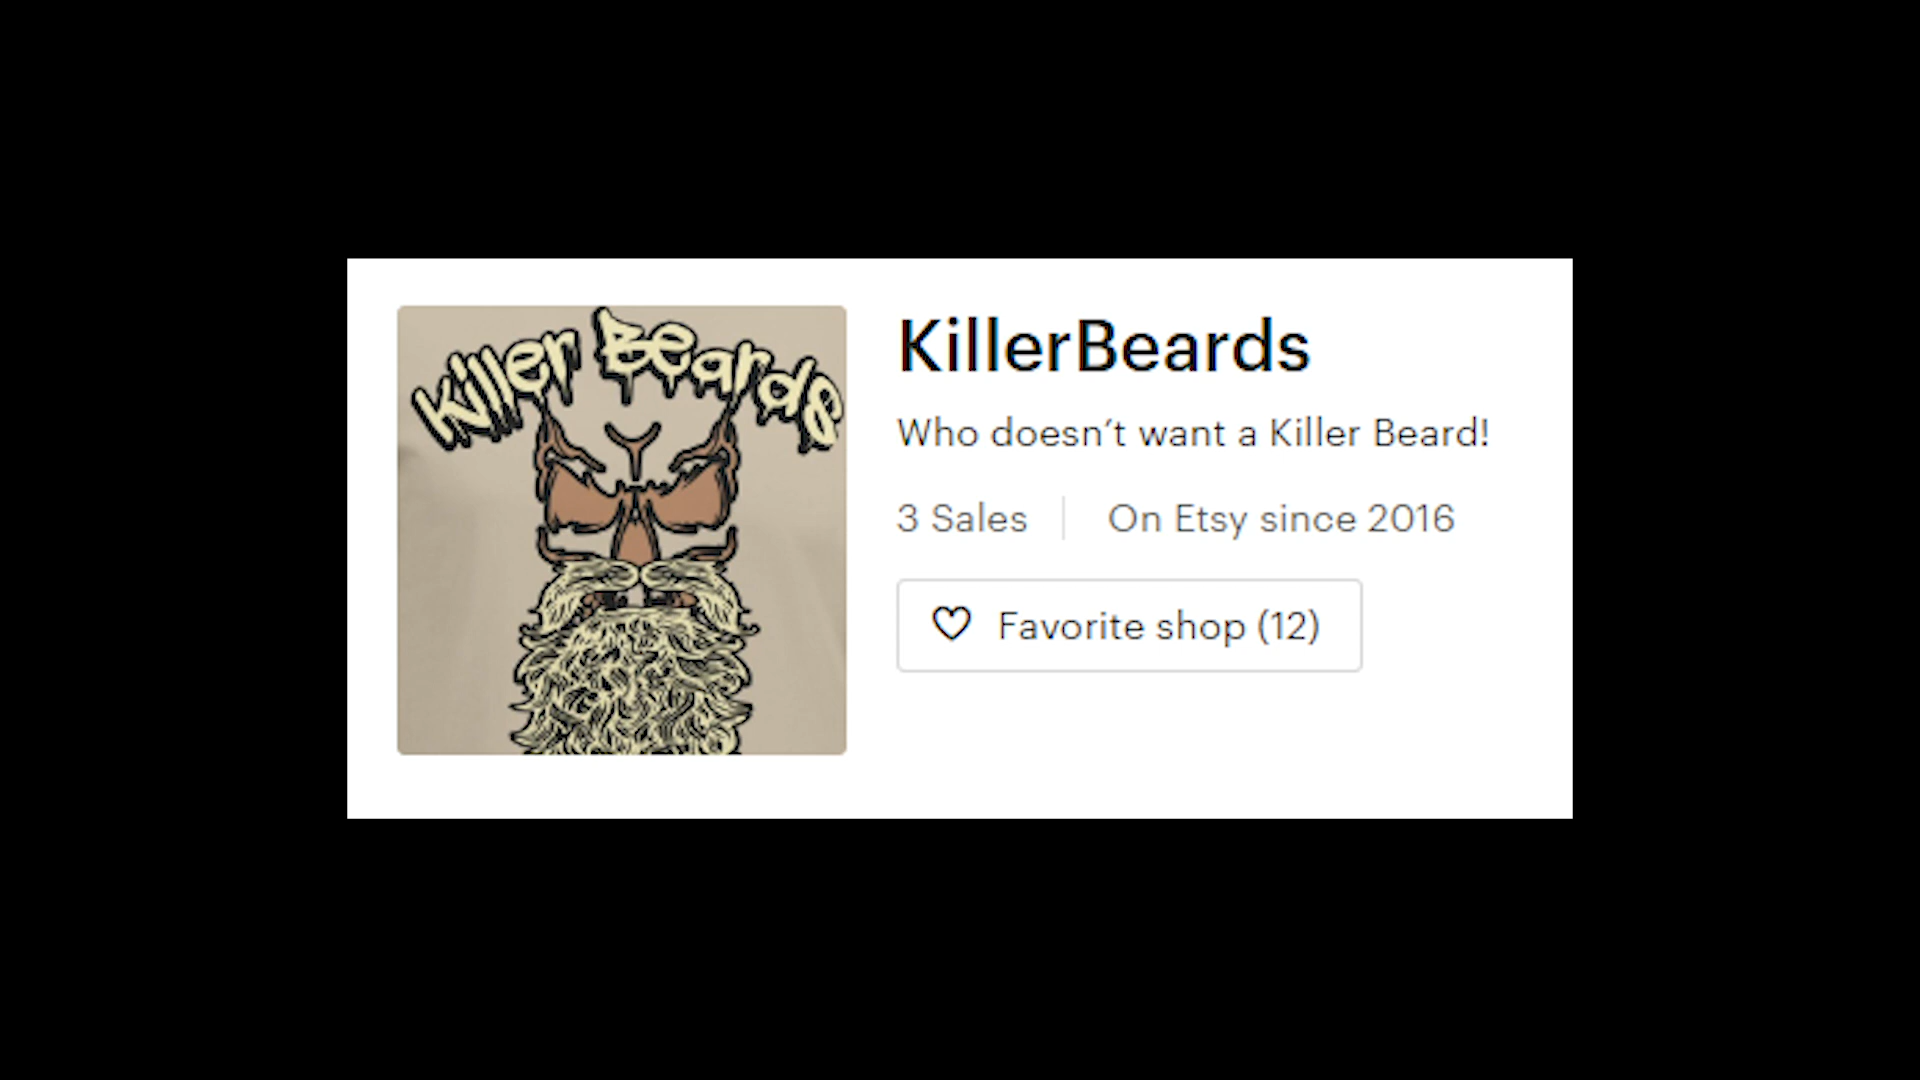 Killer Beards
KillerBeards
Who doesn’t want a Killer Beard!
3 Sales
On Etsy since 2016
Favorite shop (12)